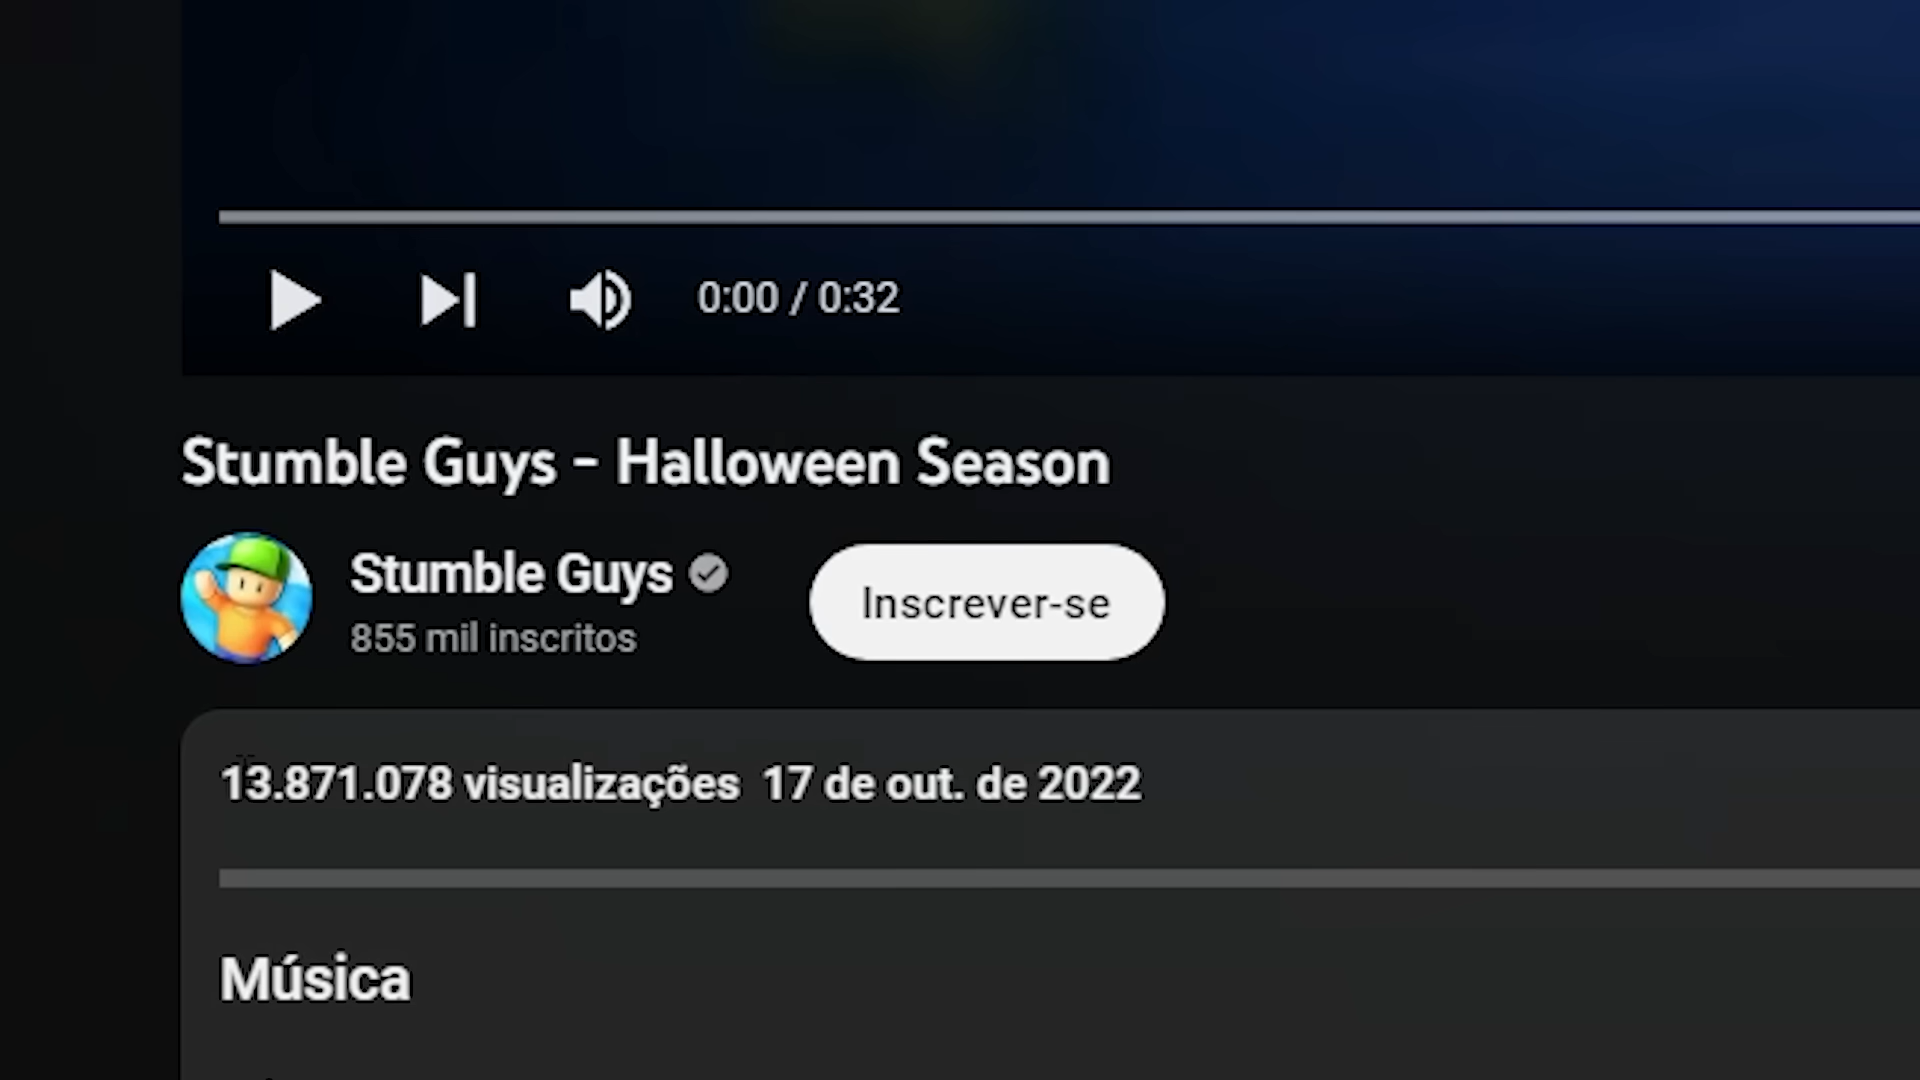 0:00 / 0:32
Stumble Guys - Halloween Season
Stumble Guys
855 mil inscritos
Inscrever-se
13.871.078 visualizações 17 de out. de 2022
Música